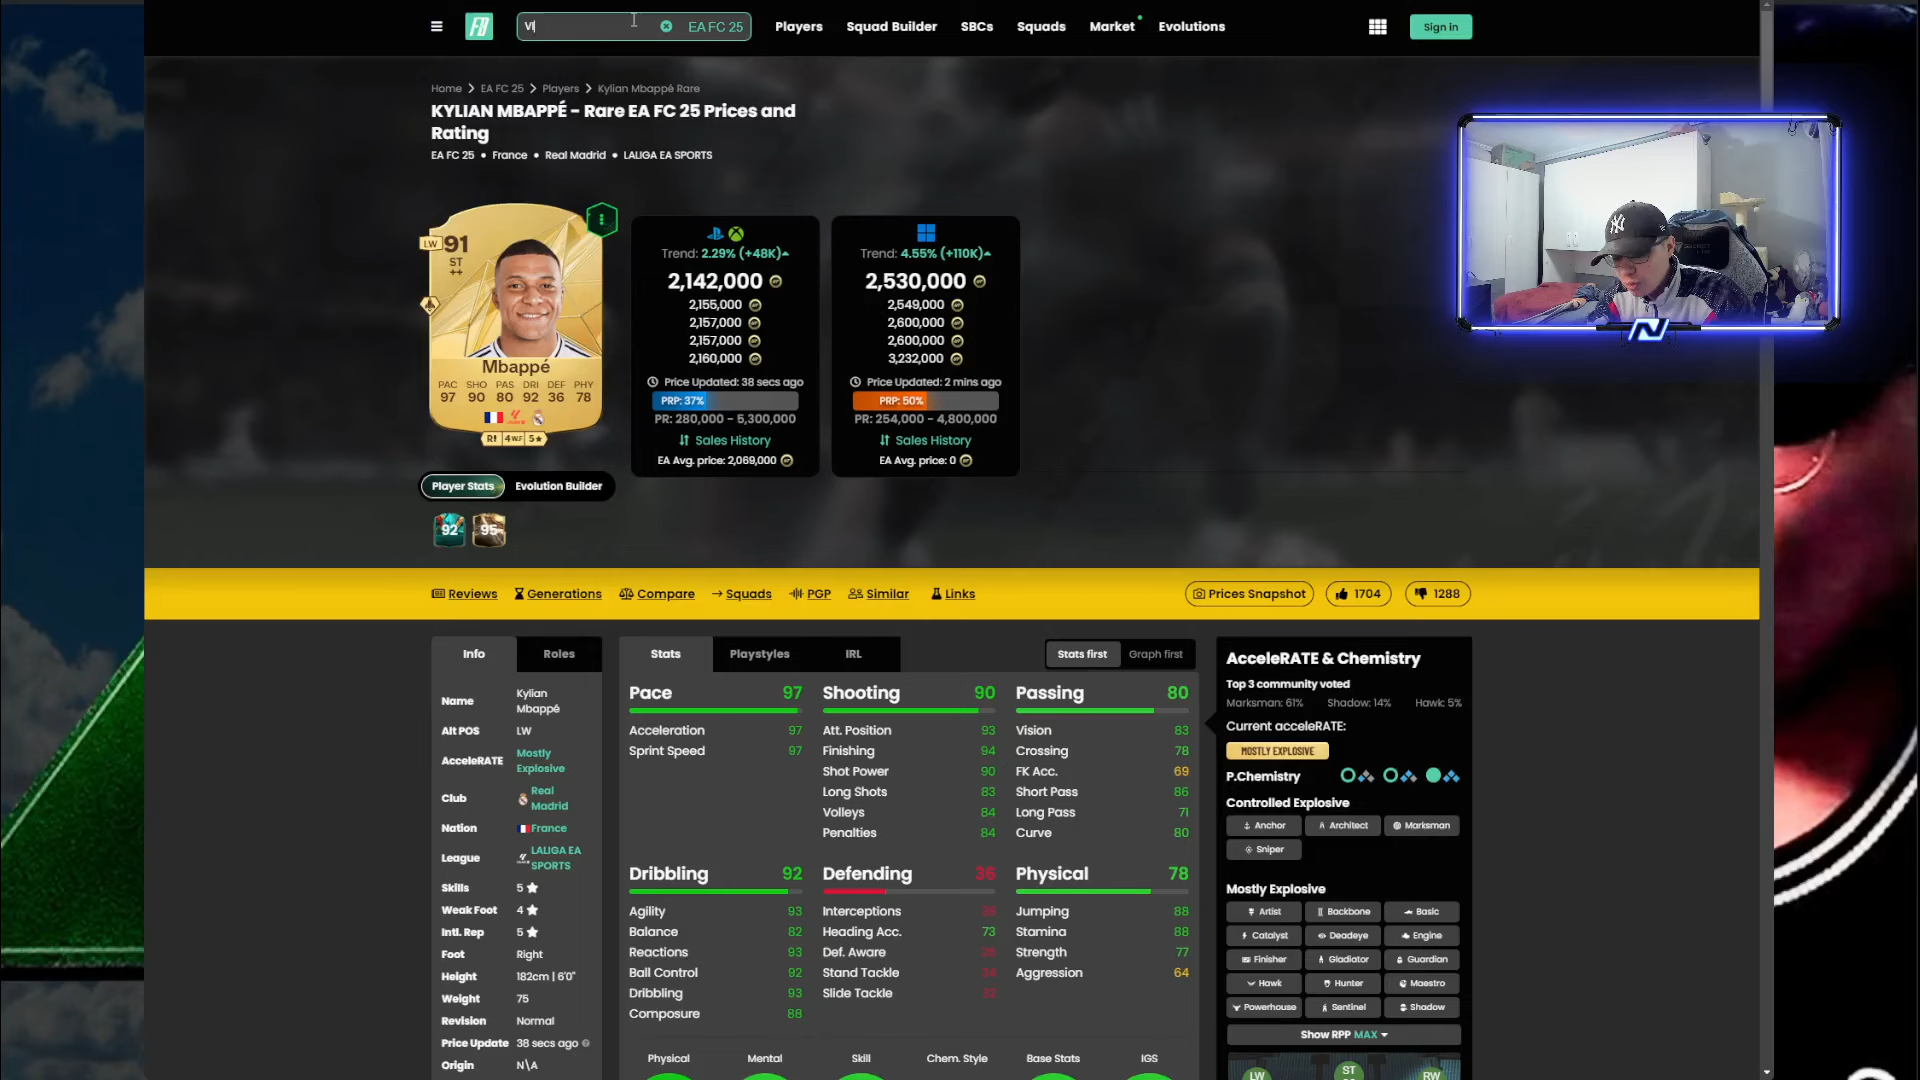 VI
EA FC 25
Players
Squad Builder
SBCs
Squads
Market
Evolutions
Sign in
Home > EA FC 25 > Players > Kylian Mbappé Rare
KYLIAN MBAPPÉ - Rare EA FC 25 Prices and
Rating
EA FC 25 • France • Real Madrid • LALIGA EA SPORTS
LW 91
ST
++
Mbappé
PAC SHO PAS DRI DEF PHY
97 90 80 92 36 78
4 W.F 5★
Trend: 2.29% (+48K)
2,142,000
2,155,000
2,157,000
2,157,000
2,160,000
Price Updated: 38 secs ago
PRP: 37%
PR: 280,000 - 5,300,000
Sales History
EA Avg. price: 2,069,000
Trend: 4.55% (+110K)
2,530,000
2,549,000
2,600,000
2,600,000
3,232,000
Price Updated: 2 mins ago
PRP: 50%
PR: 254,000 - 4,800,000
Sales History
EA Avg. price: 0
Player Stats
Evolution Builder
92
95
Reviews
Generations
Compare
Squads
PGP
Similar
Links
Prices Snapshot
1704
1288
Info
Roles
Name Kylian
Mbappé
Alt POS LW
AcceleRATE Mostly
Explosive
Club Real
Madrid
Nation France
League LALIGA EA
SPORTS
Skills 5
Weak Foot 4
Intl. Rep 5
Foot Right
Height 182cm | 6'0"
Weight 75
Revision Normal
Price Update 38 secs ago
Origin N\A
Stats
Playstyles
IRL
Stats first
Graph first
Pace 97
Acceleration 97
Sprint Speed 97
Shooting 90
Att. Position 93
Finishing 94
Shot Power 90
Long Shots 83
Volleys 84
Penalties 84
Passing 80
Vision 83
Crossing 78
FK Acc. 69
Short Pass 86
Long Pass 71
Curve 80
Dribbling 92
Agility 93
Balance 82
Reactions 93
Ball Control 92
Dribbling 93
Composure 88
Defending 36
Interceptions
Heading Acc. 73
Def. Aware
Stand Tackle
Slide Tackle
Physical 78
Jumping 88
Stamina 88
Strength 77
Aggression 64
Physical
Mental
Skill
Chem. Style
Base Stats
IGS
AcceleRATE & Chemistry
Top 3 community voted
Marksman: 61% Shadow: 14% Hawk: 5%
Current acceleRATE:
MOSTLY EXPLOSIVE
P.Chemistry
Controlled Explosive
Anchor
Architect
Marksman
Sniper
Mostly Explosive
Artist
Backbone
Basic
Catalyst
Deadeye
Engine
Finisher
Gladiator
Guardian
Hawk
Hunter
Maestro
Powerhouse
Sentinel
Shadow
Show RPP MAX
LW
ST
RW